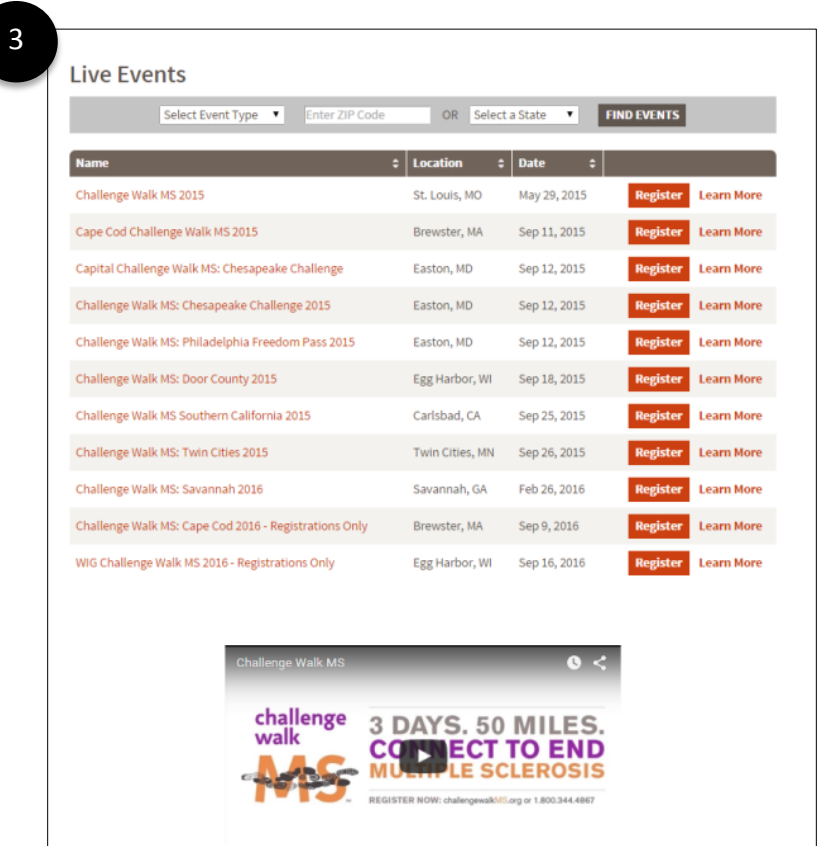 3
Live Events
Select Event Type Enter ZIP Code OR Select a State FIND EVENTS
Name Location Date
Challenge Walk MS 2015 St. Louis, MO May 29, 2015 Register Learn More
Cape Cod Challenge Walk MS 2015 Brewster, MA Sep 11, 2015 Register Learn More
Capital Challenge Walk MS: Chesapeake Challenge Easton, MD Sep 12, 2015 Register Learn More
Challenge Walk MS: Chesapeake Challenge 2015 Easton, MD Sep 12, 2015 Register Learn More
Challenge Walk MS: Philadelphia Freedom Pass 2015 Easton, MD Sep 12, 2015 Register Learn More
Challenge Walk MS: Door County 2015 Egg Harbor, WI Sep 18, 2015 Register Learn More
Challenge Walk MS Southern California 2015 Carlsbad, CA Sep 25, 2015 Register Learn More
Challenge Walk MS: Twin Cities 2015 Twin Cities, MN Sep 26, 2015 Register Learn More
Challenge Walk MS: Savannah 2016 Savannah, GA Feb 26, 2016 Register Learn More
Challenge Walk MS: Cape Cod 2016 - Registrations Only Brewster, MA Sep 9, 2016 Register Learn More
WIG Challenge Walk MS 2016 - Registrations Only Egg Harbor, WI Sep 16, 2016 Register Learn More
Challenge Walk MS
challenge
walk
MS
3 DAYS. 50 MILES.
CONNECT TO END
MULTIPLE SCLEROSIS
REGISTER NOW: challengewalkMS.org or 1.800.344.4867